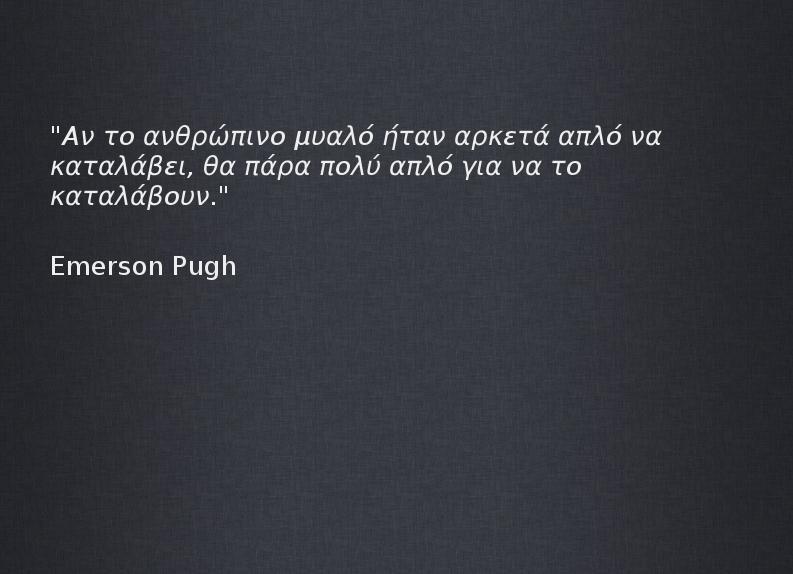 "Αν το ανθρώπινο μυαλό ήταν αρκετά απλό να
καταλάβει, θα πάρα πολύ απλό για να το
καταλάβουν."
Emerson Pugh